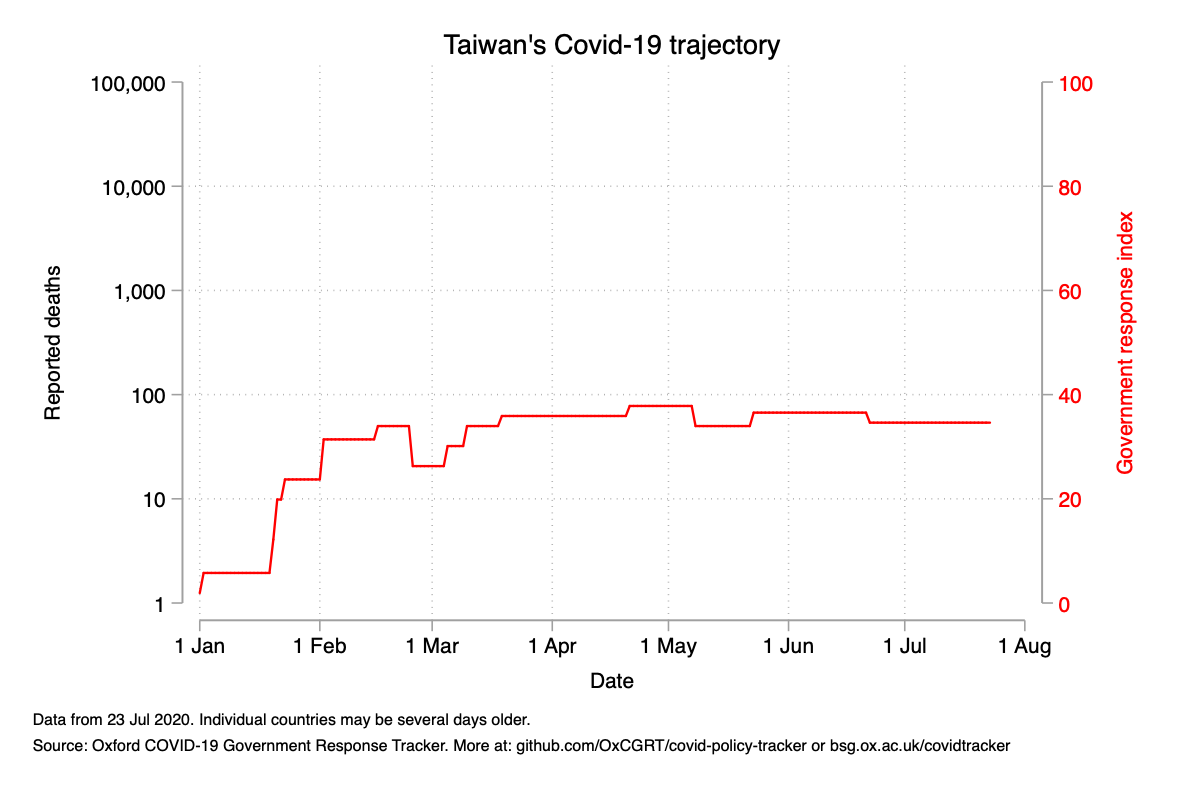 Taiwan's Covid-19 trajectory
100,000
10,000
1,000
100
10
1
Reported deaths
100
80
60
40
20
0
Government response index
1 Jan 1 Feb 1 Mar 1 Apr 1 May 1 Jun 1 Jul 1 Aug
Date
Data from 23 Jul 2020. Individual countries may be several days older.
Source: Oxford COVID-19 Government Response Tracker. More at: github.com/OxCGRT/covid-policy-tracker or bsg.ox.ac.uk/covidtracker